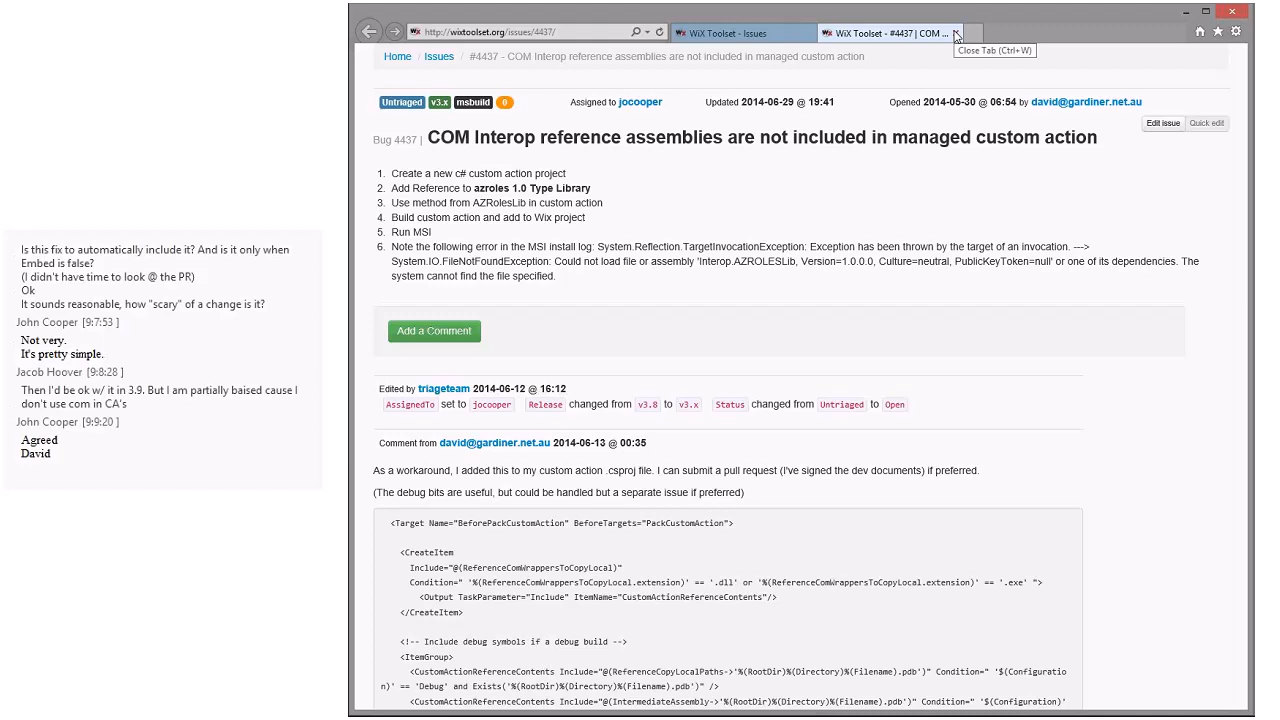 Is this fix to automatically include it? And is it only when
Embed is false?
(I didn't have time to look @ the PR)
Ok
It sounds reasonable, how "scary" of a change is it?
John Cooper [9:7:53 ]
Not very.
It's pretty simple.
Jacob Hoover [9:8:28 ]
Then I'd be ok w/ it in 3.9. But I am partially baised cause I
don't use com in CA's
John Cooper [9:9:20 ]
Agreed
David
http://wixtoolset.org/issues/4437/
WiX Toolset - Issues
WiX Toolset - #4437 | COM ...
Close Tab (Ctrl+W)
Home / Issues / #4437 - COM Interop reference assemblies are not included in managed custom action
Untriaged v3.x msbuild 0 Assigned to jocooper Updated 2014-06-29 @ 19:41 Opened 2014-05-30 @ 06:54 by david@gardiner.net.au
Edit issue Quick edit
Bug 4437 | COM Interop reference assemblies are not included in managed custom action
1. Create a new c# custom action project
2. Add Reference to azroles 1.0 Type Library
3. Use method from AZRolesLib in custom action
4. Build custom action and add to Wix project
5. Run MSI
6. Note the following error in the MSI install log: System.Reflection.TargetInvocationException: Exception has been thrown by the target of an invocation. --->
System.IO.FileNotFoundException: Could not load file or assembly 'Interop.AZROLESLib, Version=1.0.0.0, Culture=neutral, PublicKeyToken=null' or one of its dependencies. The
system cannot find the file specified.
Add a Comment
Edited by triageteam 2014-06-12 @ 16:12
AssignedTo set to jocooper Release changed from v3.8 to v3.x Status changed from Untriaged to Open
Comment from david@gardiner.net.au 2014-06-13 @ 00:35
As a workaround, I added this to my custom action .csproj file. I can submit a pull request (I've signed the dev documents) if preferred.
(The debug bits are useful, but could be handled but a separate issue if preferred)
<Target Name="BeforePackCustomAction" BeforeTargets="PackCustomAction">
<CreateItem
Include="@(ReferenceComWrappersToCopyLocal)"
Condition=" '%(ReferenceComWrappersToCopyLocal.extension)' == '.dll' or '%(ReferenceComWrappersToCopyLocal.extension)' == '.exe' ">
<Output TaskParameter="Include" ItemName="CustomActionReferenceContents"/>
</CreateItem>
<!-- Include debug symbols if a debug build -->
<ItemGroup>
<CustomActionReferenceContents Include="@(ReferenceCopyLocalPaths->'%(RootDir)%(Directory)%(Filename).pdb')" Condition=" '$(Configuratio
n)' == 'Debug' and Exists('%(RootDir)%(Directory)%(Filename).pdb')" />
<CustomActionReferenceContents Include="@(IntermediateAssembly->'%(RootDir)%(Directory)%(Filename).pdb')" Condition=" '$(Configuration)'